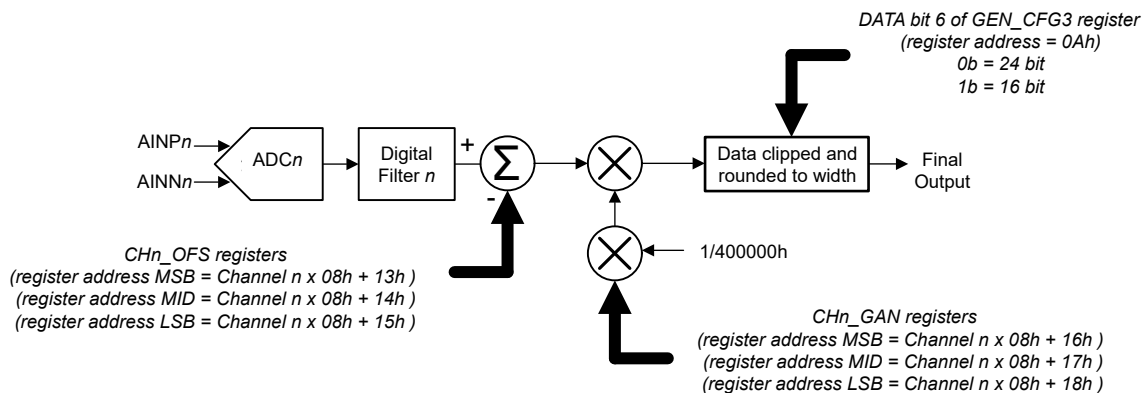 DATA bit 6 of GEN_CFG3 register
(register address = 0Ah)
0b = 24 bit
1b = 16 bit
AINPn
AINNn
ADCn
Digital
Filter n
+
Σ
-
Data clipped and
rounded to width
Final
Output
1/400000h
CHn_OFS registers
(register address MSB = Channel n x 08h + 13h )
(register address MID = Channel n x 08h + 14h )
(register address LSB = Channel n x 08h + 15h )
CHn_GAN registers
(register address MSB = Channel n x 08h + 16h )
(register address MID = Channel n x 08h + 17h )
(register address LSB = Channel n x 08h + 18h )